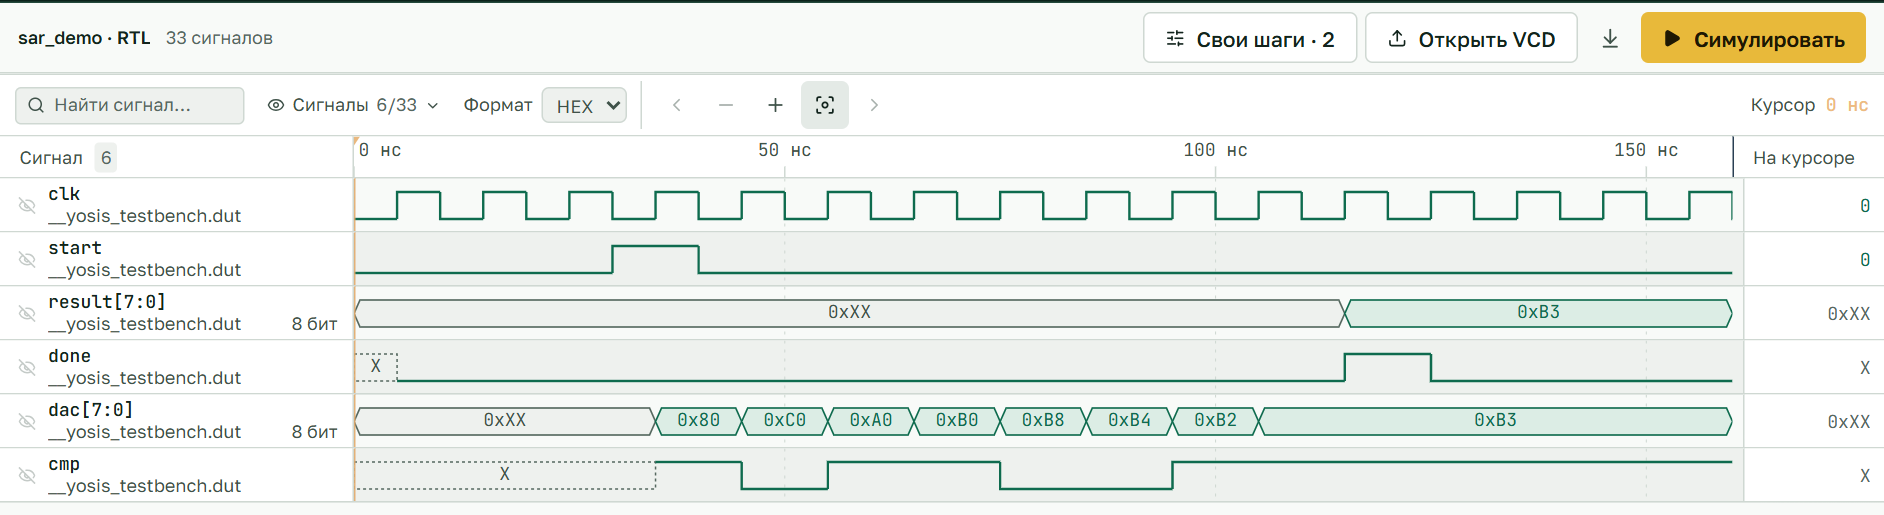 sar_demo · RTL 33 сигналов
Свои шаги · 2 Открыть VCD Симулировать
Найти сигнал... Сигналы 6/33 Формат HEX Курсор 0 нс
Сигнал 6 0 нс 50 нс 100 нс 150 нс На курсоре
clk
__yosis_testbench.dut 0
start
__yosis_testbench.dut 0
result[7:0] 0xXX 0xB3
__yosis_testbench.dut 8 бит 0xXX
done X
__yosis_testbench.dut X
dac[7:0] 0xXX 0x80 0xC0 0xA0 0xB0 0xB8 0xB4 0xB2 0xB3
__yosis_testbench.dut 8 бит 0xXX
cmp X
__yosis_testbench.dut X